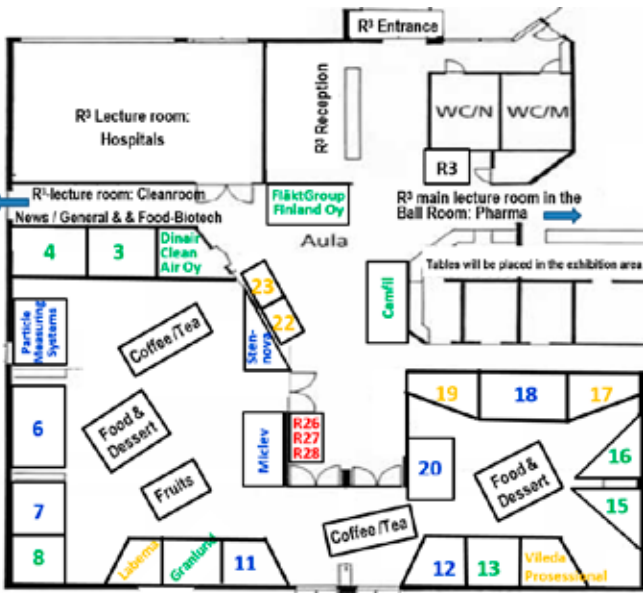 R³ Entrance
R³ Lecture room:
Hospitals
R³ Reception
WC/N
WC/M
R3
R³-lecture room: Cleanroom
News / General & & Food-Biotech
FläktGroup
Finland Oy
R³ main lecture room in the
Ball Room: Pharma
Aula
4
3
Dinair
Clean
Air Oy
Tables will be placed in the exhibition area
23
22
Camfil
Particle
Measuring
Systems
Coffee/Tea
Sten-
nova
19
18
17
6
Food &
Dessert
Miclev
R26
R27
R28
20
Food &
Dessert
16
7
Fruits
15
Coffee/Tea
8
Labema
Granlund
11
12
13
Vileda
Prosessional